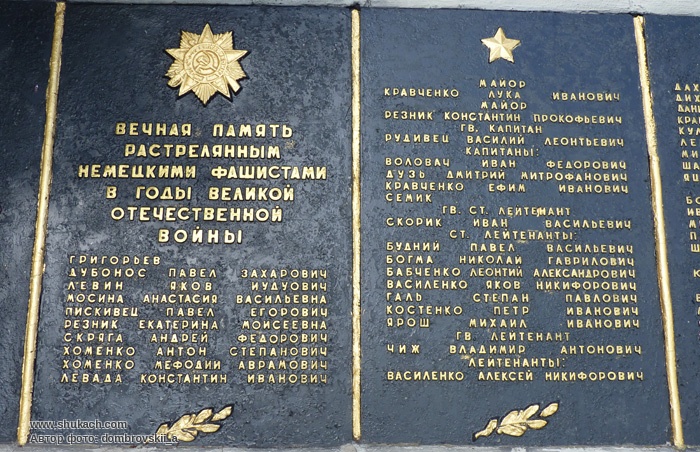 ВЕЧНАЯ ПАМЯТЬ
РАСТРЕЛЯННЫМ
НЕМЕЦКИМИ ФАШИСТАМИ
В ГОДЫ ВЕЛИКОЙ
ОТЕЧЕСТВЕННОЙ
ВОЙНЫ
ГРИГОРЬЕВ
ДУБОНОС ПАВЕЛ ЗАХАРОВИЧ
ЛЕВИН ЯКОВ ИУДУОВИЧ
МОСИНА АНАСТАСИЯ ВАСИЛЬЕВНА
ПИСКИВЕЦ ПАВЕЛ ЕГОРОВИЧ
РЕЗНИК ЕКАТЕРИНА МОИСЕЕВНА
СКРЯГА АНДРЕЙ ФЕДОРОВИЧ
ХОМЕНКО АНТОН СТЕПАНОВИЧ
ХОМЕНКО МЕФОДИИ АВРАМОВИЧ
ЛЕВАДА КОНСТАНТИН ИВАНОВИЧ
МАЙОР
КРАВЧЕНКО ЛУКА ИВАНОВИЧ
МАЙОР
РЕЗНИК КОНСТАНТИН ПРОКОФЬЕВИЧ
ГВ. КАПИТАН
РУДИВЕЦ ВАСИЛИЙ ЛЕОНТЬЕВИЧ
КАПИТАНЫ:
ВОЛОВАЧ ИВАН ФЕДОРОВИЧ
ДУЗЬ ДМИТРИЙ МИТРОФАНОВИЧ
КРАВЧЕНКО ЕФИМ ИВАНОВИЧ
СЕМИК
ГВ. СТ. ЛЕЙТЕНАНТ
СКОРИК ИВАН ВАСИЛЬЕВИЧ
СТ. ЛЕЙТЕНАНТЫ:
БУДНИЙ ПАВЕЛ ВАСИЛЬЕВИЧ
БОГМА НИКОЛАЙ ГАВРИЛОВИЧ
БАБЧЕНКО ЛЕОНТИЙ АЛЕКСАНДРОВИЧ
ВАСИЛЕНКО ЯКОВ НИКИФОРОВИЧ
ГАЛЬ СТЕПАН ПАВЛОВИЧ
КОСТЕНКО ПЕТР ИВАНОВИЧ
ЯРОШ МИХАИЛ ИВАНОВИЧ
ГВ. ЛЕЙТЕНАНТ
ЧИЖ ВЛАДИМИР АНТОНОВИЧ
ЛЕЙТЕНАНТЫ:
ВАСИЛЕНКО АЛЕКСЕЙ НИКИФОРОВИЧ
www.shukach.com
Автор фото: dombrovskii_a